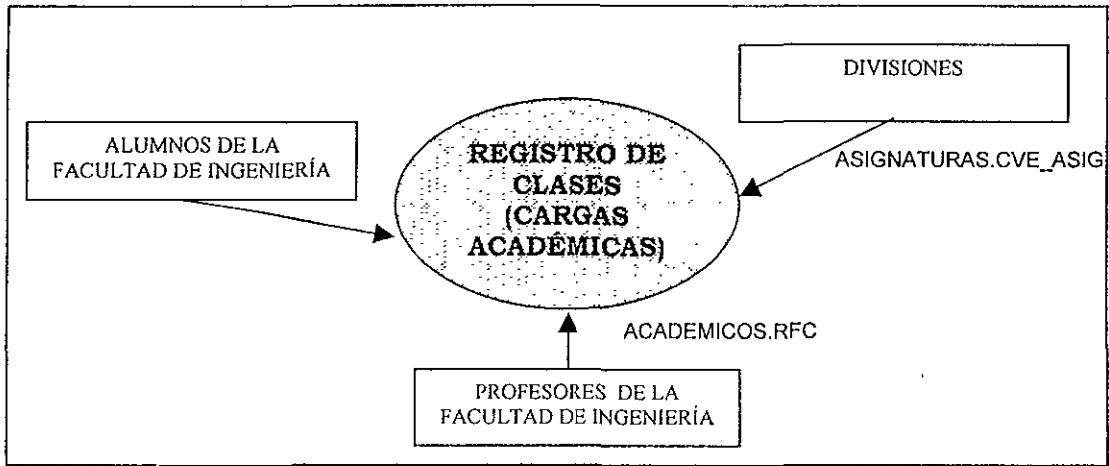 DIVISIONES
ALUMNOS DE LA
FACULTAD DE INGENIERÍA
REGISTRO DE
CLASES
(CARGAS
ACADÉMICAS)
ASIGNATURAS.CVE_ASIG
ACADEMICOS.RFC
PROFESORES DE LA
FACULTAD DE INGENIERÍA